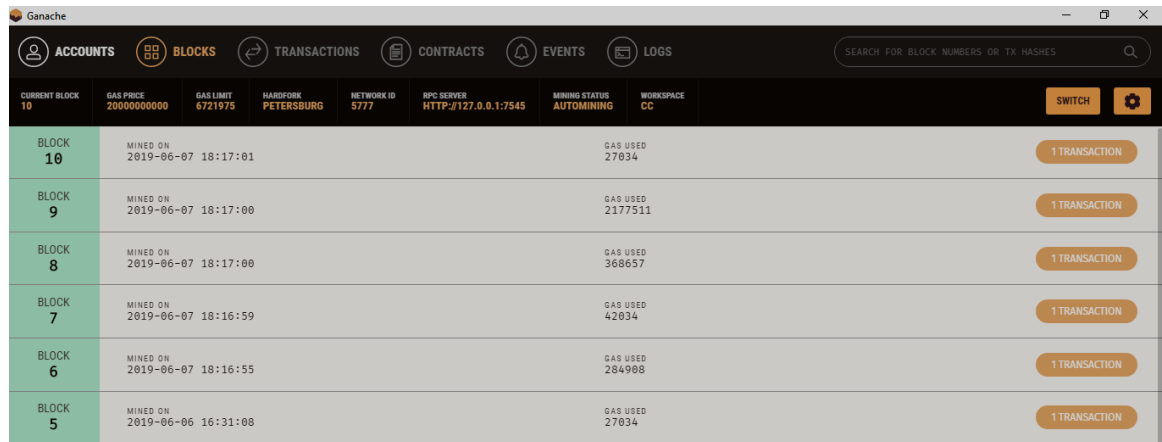 Ganache
ACCOUNTS BLOCKS TRANSACTIONS CONTRACTS EVENTS LOGS SEARCH FOR BLOCK NUMBERS OR TX HASHES
CURRENT BLOCK GAS PRICE GAS LIMIT HARDFORK NETWORK ID RPC SERVER MINING STATUS WORKSPACE
10 20000000000 6721975 PETERSBURG 5777 HTTP://127.0.0.1:7545 AUTOMINING CC SWITCH
BLOCK MINED ON GAS USED
10 2019-06-07 18:17:01 27034 1 TRANSACTION
BLOCK MINED ON GAS USED
9 2019-06-07 18:17:00 2177511 1 TRANSACTION
BLOCK MINED ON GAS USED
8 2019-06-07 18:17:00 368657 1 TRANSACTION
BLOCK MINED ON GAS USED
7 2019-06-07 18:16:59 42034 1 TRANSACTION
BLOCK MINED ON GAS USED
6 2019-06-07 18:16:55 284908 1 TRANSACTION
BLOCK MINED ON GAS USED
5 2019-06-06 16:31:08 27034 1 TRANSACTION